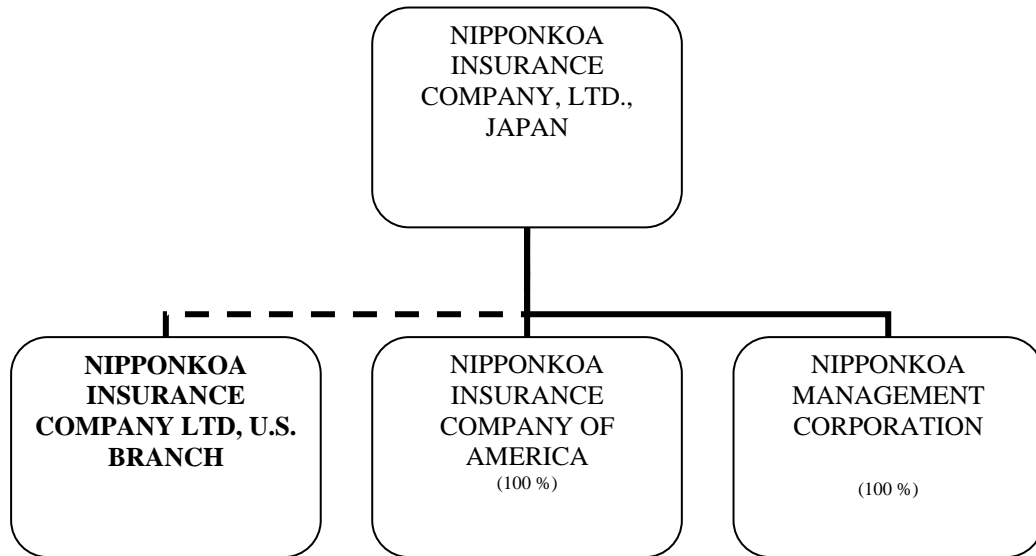 NIPPONKOA
INSURANCE
COMPANY, LTD.,
JAPAN
NIPPONKOA
INSURANCE
COMPANY LTD, U.S.
BRANCH
NIPPONKOA
INSURANCE
COMPANY OF
AMERICA
(100 %)
NIPPONKOA
MANAGEMENT
CORPORATION
(100 %)